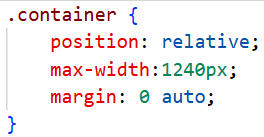 .container {
    position: relative;
    max-width:1240px;
    margin: 0 auto;
}